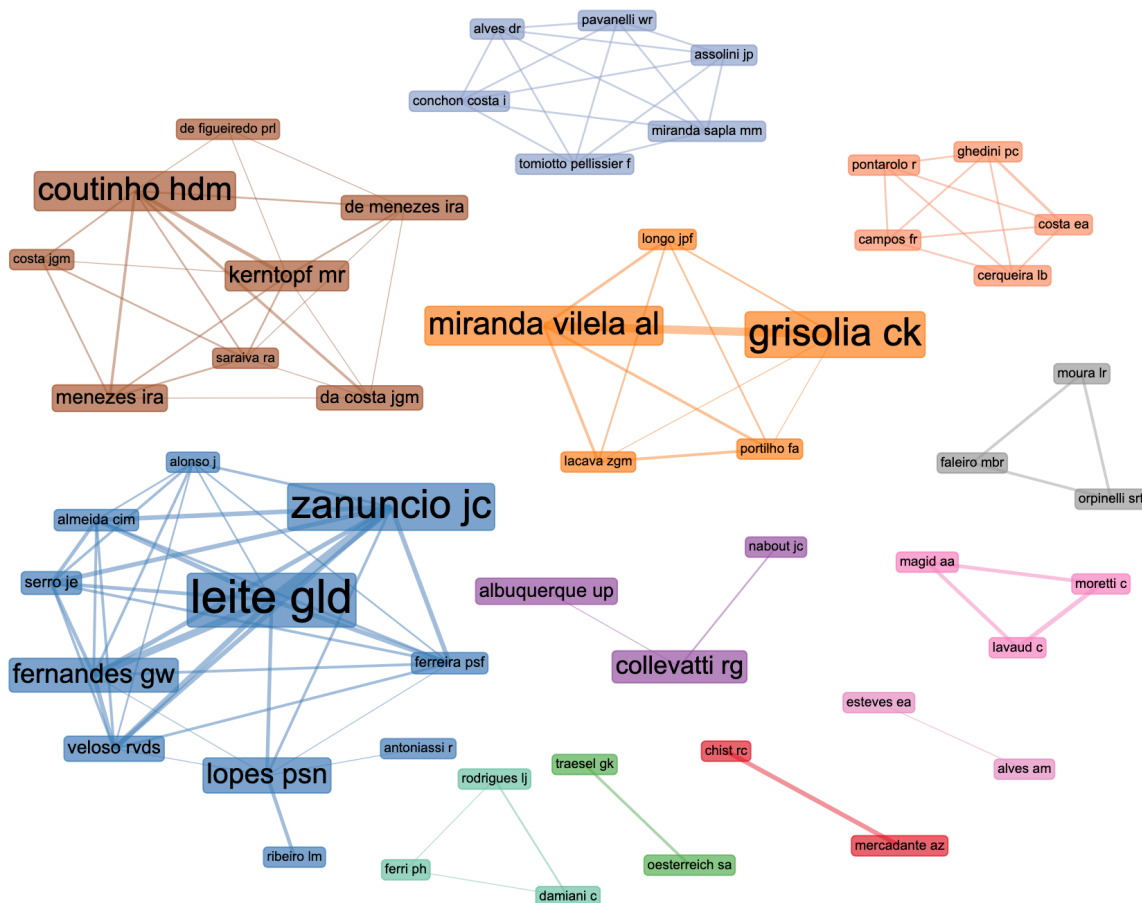 pavanelli wr
alves dr
assolini jp
conchon costa i
miranda sapla mm
tomiotto pellissier f
de figueiredo prl
coutinho hdm
de menezes ira
costa jgm
kerntopf mr
saraiva ra
menezes ira
da costa jgm
ghedini pc
pontarolo r
costa ea
campos fr
cerqueira lb
longo jpf
miranda vilela al
grisolia ck
portilho fa
lacava zgm
moura lr
faleiro mbr
orpinelli srf
alonso j
zanuncio jc
almeida cim
serro je
leite gld
fernandes gw
ferreira psf
veloso rvds
antoniassi r
lopes psn
ribeiro lm
nabout jc
albuquerque up
collevatti rg
magid aa
moretti c
lavaud c
esteves ea
alves am
chist rc
mercadante az
traesel gk
oesterreich sa
rodrigues lj
ferri ph
damiani c